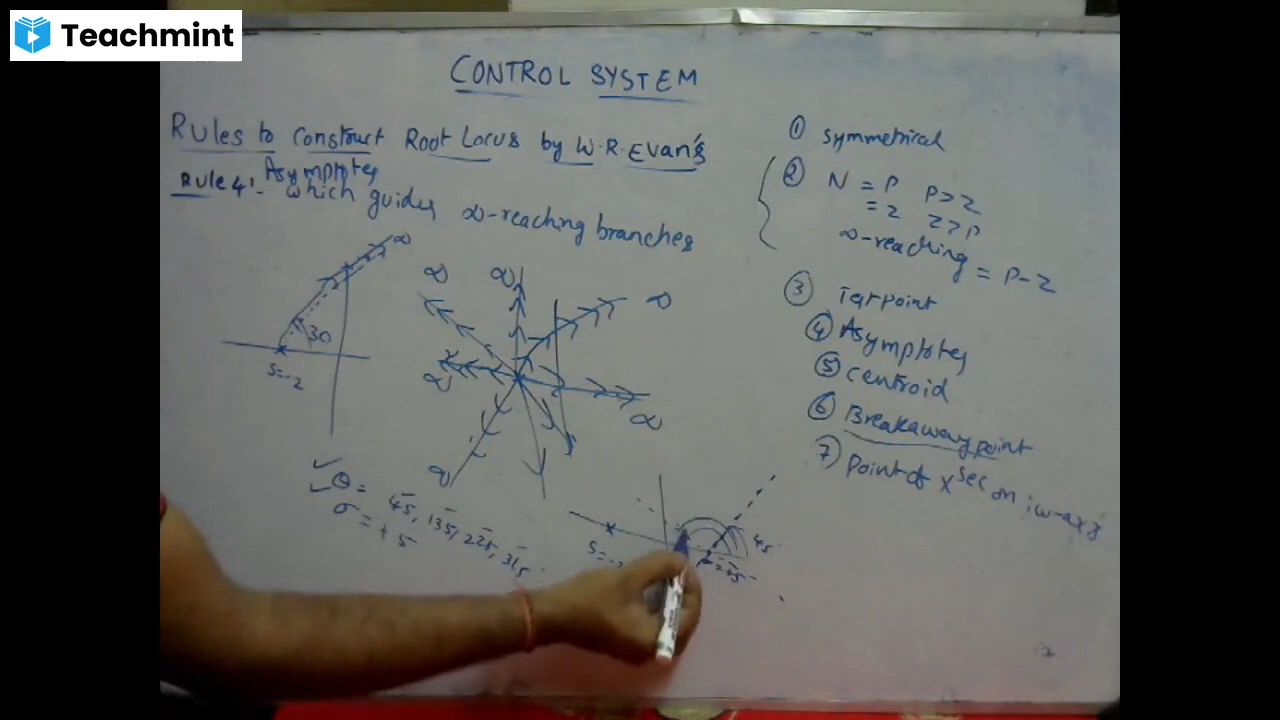 Teachmint
CONTROL SYSTEM
Rules to Construct Root Locus by W.R.Evan's
Asymptotes
Rule 4:- which guides ∞-reaching branches
① Symmetrical
② N = P P>Z
= Z Z>P
∞-reaching = P-Z
③
④ Asymptotes
⑤ Centroid
⑥ Breakaway point
⑦ Point of Xsec on jw-axis
∞
30
S=-2
∞ ∞ ∞
∞ ∞
∞
θ = 45, 135, 225, 315
σ = +5
45